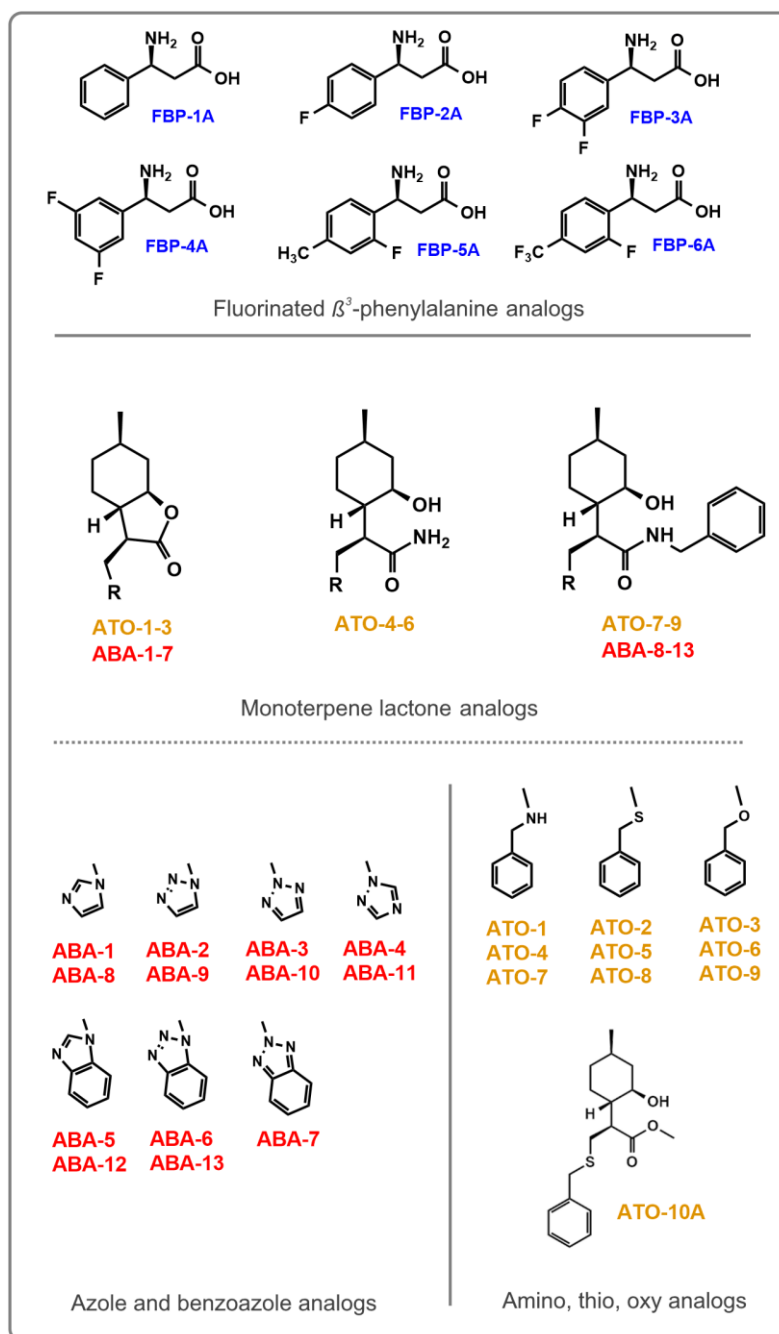 NH₂ O
OH
FBP-1A
NH₂ O
OH
F
FBP-2A
NH₂ O
OH
F
F
FBP-3A
NH₂ O
F
OH
F
FBP-4A
NH₂ O
OH
H₃C F
FBP-5A
NH₂ O
OH
F₃C F
FBP-6A
Fluorinated ß³-phenylalanine analogs
H O
O
R
ATO-1-3
ABA-1-7
OH
H
NH₂
O
R
ATO-4-6
OH
H
NH
O
R
ATO-7-9
ABA-8-13
Monoterpene lactone analogs
N N
ABA-1
ABA-8
N N N
ABA-2
ABA-9
N N N
ABA-3
ABA-10
N N N
ABA-4
ABA-11
N N
ABA-5
ABA-12
N N N
ABA-6
ABA-13
N N N
ABA-7
Azole and benzoazole analogs
NH
ATO-1
ATO-4
ATO-7
S
ATO-2
ATO-5
ATO-8
O
ATO-3
ATO-6
ATO-9
OH
H
O
O
S
ATO-10A
Amino, thio, oxy analogs